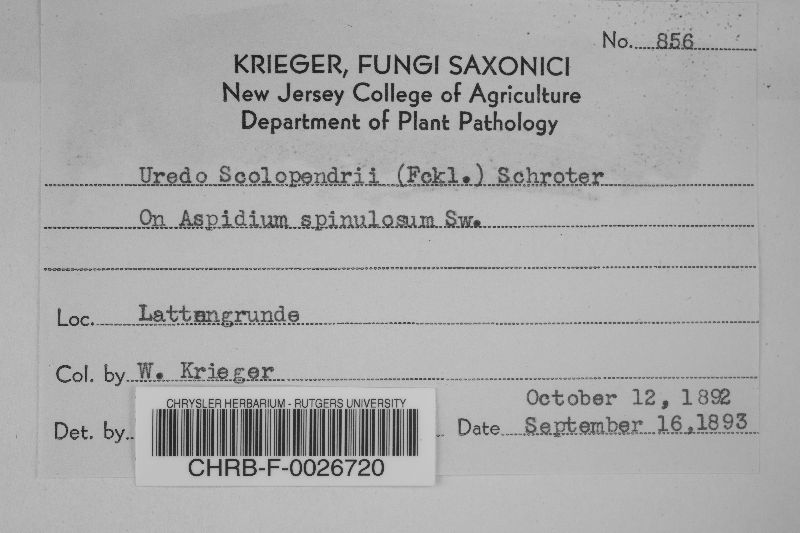 No. 856
KRIEGER, FUNGI SAXONICI
New Jersey College of Agriculture
Department of Plant Pathology
Uredo Scolopendrii (Fckl.) Schroter
On Aspidium spinulosum Sw.
Loc. Lattengrunde
Col. by W. Krieger
October 12, 1892
Det. by Date September 16,1893
CHRYSLER HERBARIUM - RUTGERS UNIVERSITY
CHRB-F-0026720